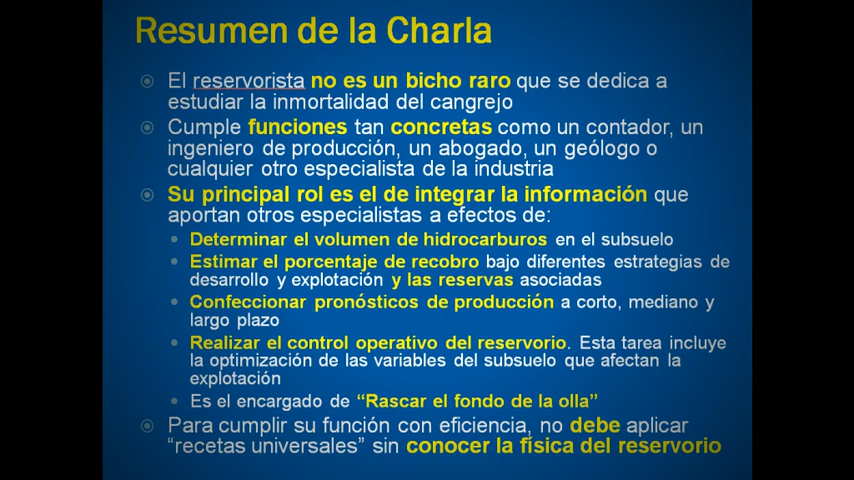 Resumen de la Charla
El reservorista no es un bicho raro que se dedica a
estudiar la inmortalidad del cangrejo
Cumple funciones tan concretas como un contador, un
ingeniero de producción, un abogado, un geólogo o
cualquier otro especialista de la industria
Su principal rol es el de integrar la información que
aportan otros especialistas a efectos de:
Determinar el volumen de hidrocarburos en el subsuelo
Estimar el porcentaje de recobro bajo diferentes estrategias de
desarrollo y explotación y las reservas asociadas
Confeccionar pronósticos de producción a corto, mediano y
largo plazo
Realizar el control operativo del reservorio. Esta tarea incluye
la optimización de las variables del subsuelo que afectan la
explotación
Es el encargado de “Rascar el fondo de la olla”
Para cumplir su función con eficiencia, no debe aplicar
“recetas universales” sin conocer la física del reservorio